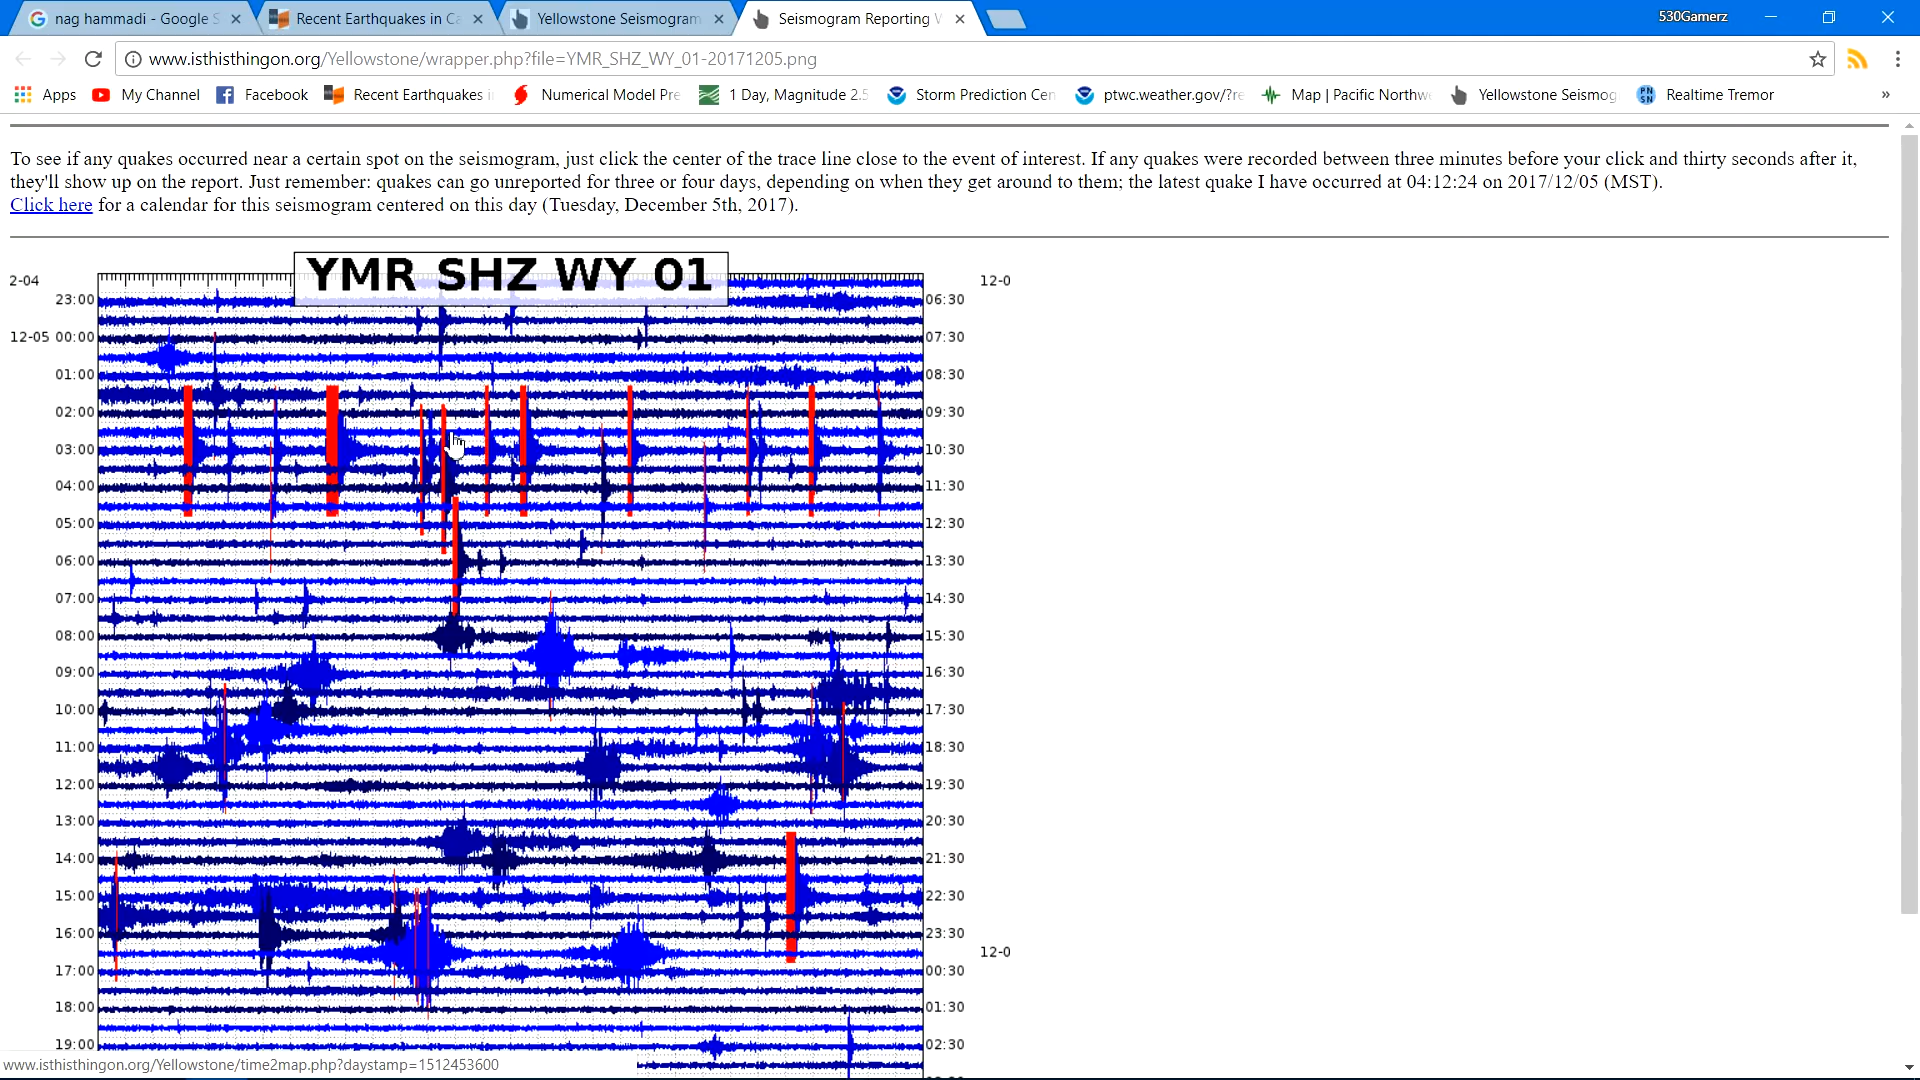 nag hammadi - Google S
Recent Earthquakes in Ca
Yellowstone Seismogram
Seismogram Reporting W
530Gamerz
www.isthisthingon.org/Yellowstone/wrapper.php?file=YMR_SHZ_WY_01-20171205.png
Apps
My Channel
Facebook
Recent Earthquakes i
Numerical Model Pre
1 Day, Magnitude 2.5
Storm Prediction Cen
ptwc.weather.gov/?re
Map | Pacific Northw
Yellowstone Seismog
PN SN
Realtime Tremor
»
To see if any quakes occurred near a certain spot on the seismogram, just click the center of the trace line close to the event of interest. If any quakes were recorded between three minutes before your click and thirty seconds after it,
they'll show up on the report. Just remember: quakes can go unreported for three or four days, depending on when they get around to them; the latest quake I have occurred at 04:12:24 on 2017/12/05 (MST).
Click here for a calendar for this seismogram centered on this day (Tuesday, December 5th, 2017).
YMR SHZ WY 01
2-04 12-0
23:00 06:30
12-05 00:00 07:30
01:00 08:30
02:00 09:30
03:00 10:30
04:00 11:30
05:00 12:30
06:00 13:30
07:00 14:30
08:00 15:30
09:00 16:30
10:00 17:30
11:00 18:30
12:00 19:30
13:00 20:30
14:00 21:30
15:00 22:30
16:00 23:30
12-0
17:00 00:30
18:00 01:30
19:00 02:30
www.isthisthingon.org/Yellowstone/time2map.php?daystamp=1512453600